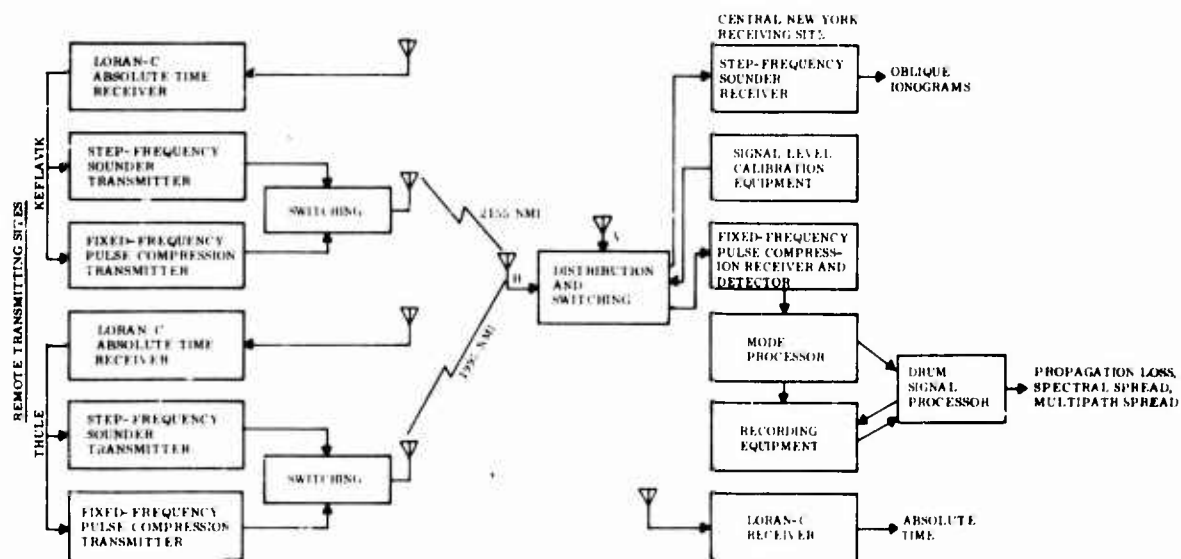 REMOTE TRANSMITTING SITES
KEFLAVIK
LORAN-C
ABSOLUTE TIME
RECEIVER
STEP-FREQUENCY
SOUNDER
TRANSMITTER
FIXED-FREQUENCY
PULSE COMPRESSION
TRANSMITTER
SWITCHING
THULE
LORAN-C
ABSOLUTE TIME
RECEIVER
STEP-FREQUENCY
SOUNDER
TRANSMITTER
FIXED-FREQUENCY
PULSE COMPRESSION
TRANSMITTER
SWITCHING
2155 NMI
NMI
DISTRIBUTION
AND
SWITCHING
CENTRAL NEW YORK
RECEIVING SITE
STEP-FREQUENCY
SOUNDER
RECEIVER
OBLIQUE
IONOGRAMS
SIGNAL LEVEL
CALIBRATION
EQUIPMENT
FIXED-FREQUENCY
PULSE COMPRESS-
ION RECEIVER AND
DETECTOR
MODE
PROCESSOR
DRUM
SIGNAL
PROCESSOR
PROPAGATION LOSS,
SPECTRAL SPREAD,
MULTIPATH SPREAD
RECORDING
EQUIPMENT
LORAN-C
RECEIVER
ABSOLUTE
TIME